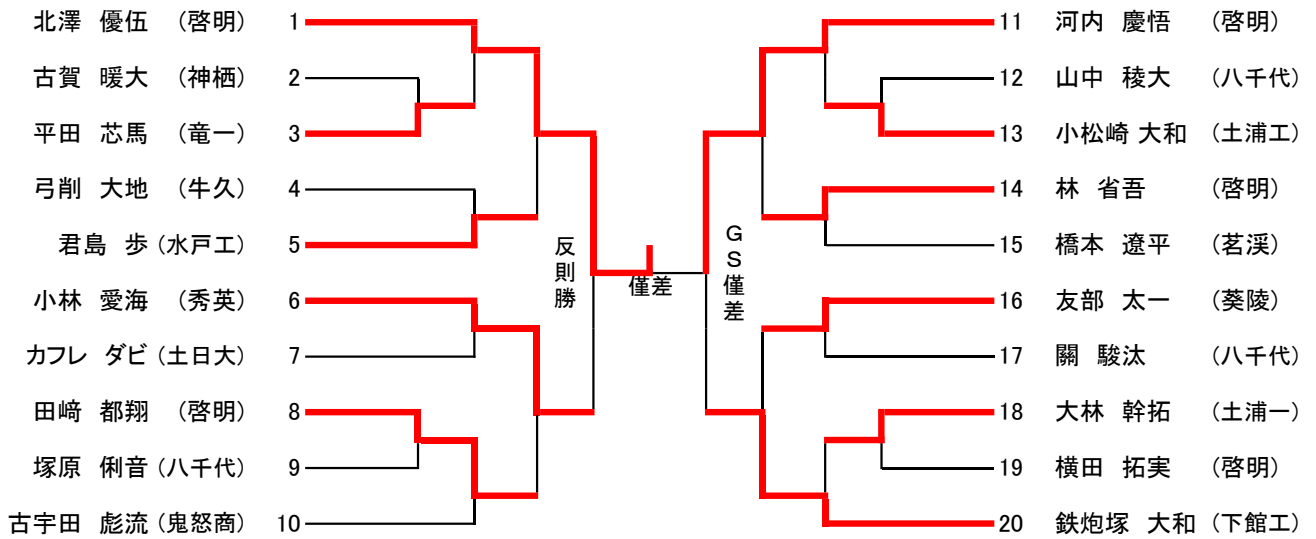 北澤 優伍 (啓明) 1
古賀 暖大 (神栖) 2
平田 芯馬 (竜一) 3
弓削 大地 (牛久) 4
君島 歩 (水戸工) 5
小林 愛海 (秀英) 6
カフレ ダビ (土日大) 7
田﨑 都翔 (啓明) 8
塚原 俐音 (八千代) 9
古宇田 彪流 (鬼怒商) 10
反則勝
僅差
GS僅差
11 河内 慶悟 (啓明)
12 山中 稜大 (八千代)
13 小松崎 大和 (土浦工)
14 林 省吾 (啓明)
15 橋本 遼平 (茗渓)
16 友部 太一 (葵陵)
17 關 駿汰 (八千代)
18 大林 幹拓 (土浦一)
19 横田 拓実 (啓明)
20 鉄炮塚 大和 (下館工)